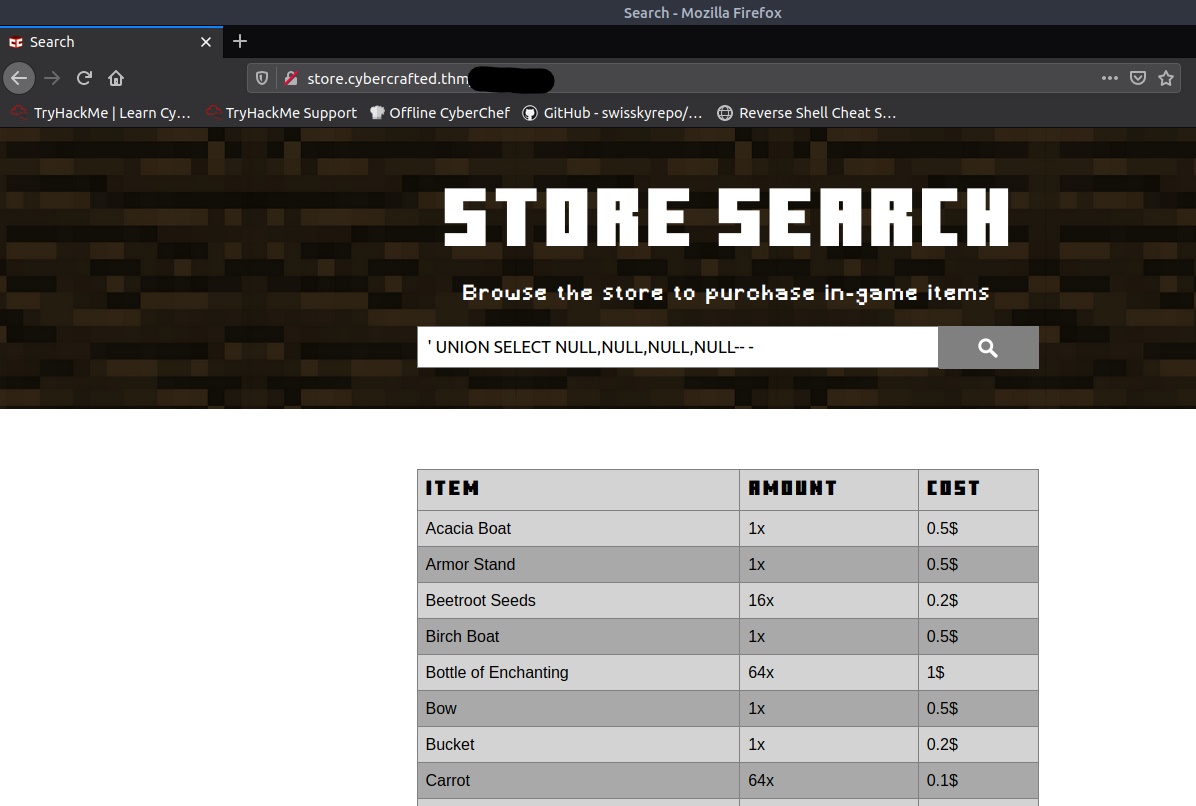 Search - Mozilla Firefox
Search
store.cybercrafted.thm
TryHackMe | Learn Cy… TryHackMe Support Offline CyberChef GitHub - swisskyrepo/… Reverse Shell Cheat S…
STORE SEARCH
Browse the store to purchase in-game items
' UNION SELECT NULL,NULL,NULL,NULL-- -
ITEM AMOUNT COST
Acacia Boat 1x 0.5$
Armor Stand 1x 0.5$
Beetroot Seeds 16x 0.2$
Birch Boat 1x 0.5$
Bottle of Enchanting 64x 1$
Bow 1x 0.5$
Bucket 1x 0.2$
Carrot 64x 0.1$